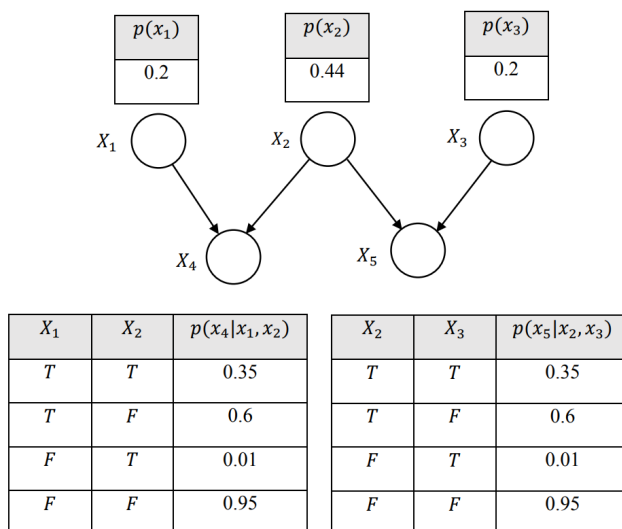 p(x₁) p(x₂) p(x₃)
0.2 0.44 0.2
X₁ X₂ X₃
X₄ X₅
X₁ X₂ p(x₄|x₁, x₂)
T T 0.35
T F 0.6
F T 0.01
F F 0.95
X₂ X₃ p(x₅|x₂, x₃)
T T 0.35
T F 0.6
F T 0.01
F F 0.95